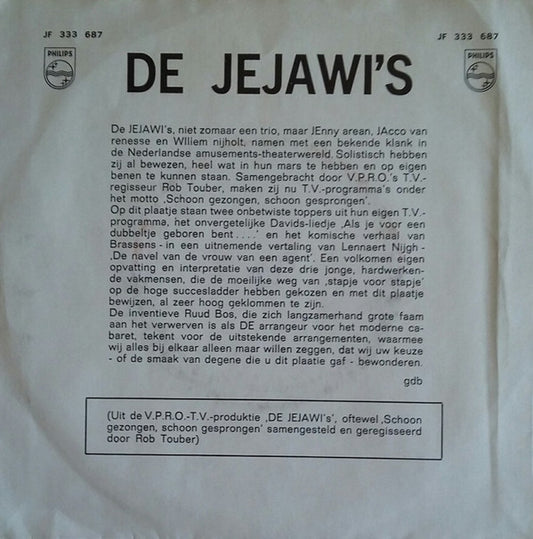 JF 333 687 JF 333 687
PHILIPS PHILIPS
DE JEJAWI'S
De JEJAWI's, niet zomaar een trio, maar JEnny arean, JAcco van
renesse en WIlliem nijholt, namen met een bekende klank in
de Nederlandse amusements-theaterwereld. Solistisch hebben
zij al bewezen, heel wat in hun mars te hebben en op eigen
benen te kunnen staan. Samengebracht door V.P.R.O.'s T.V.-
regisseur Rob Touber, maken zij nu T.V.-programma's onder
het motto ‚Schoon gezongen, schoon gesprongen'.
Op dit plaatje staan twee onbetwiste toppers uit hun eigen T.V.-
programma, het onvergetelijke Davids-liedje ‚Als je voor een
dubbeltje geboren bent....' en het komische verhaal van
Brassens - in een uitnemende vertaling van Lennaert Nijgh -
‚De navel van de vrouw van een agent'. Een volkomen eigen
opvatting en interpretatie van deze drie jonge, hardwerken-
de vakmensen, die de moeilijke weg van ‚stapje voor stapje'
op de hoge succesladder hebben gekozen en met dit plaatje
bewijzen, al zeer hoog geklommen te zijn.
De inventieve Ruud Bos, die zich langzamerhand grote faam
aan het verwerven is als DE arrangeur voor het moderne ca-
baret, tekent voor de uitstekende arrangementen, waarmee
wij alles bij elkaar alleen maar willen zeggen, dat wij uw keuze
- of de smaak van degene die u dit plaatje gaf - bewonderen.
gdb
(Uit de V.P.R.O.-T.V.-produktie ‚DE JEJAWI's', oftewel ‚Schoon
gezongen, schoon gesprongen' samengesteld en geregisseerd
door Rob Touber)